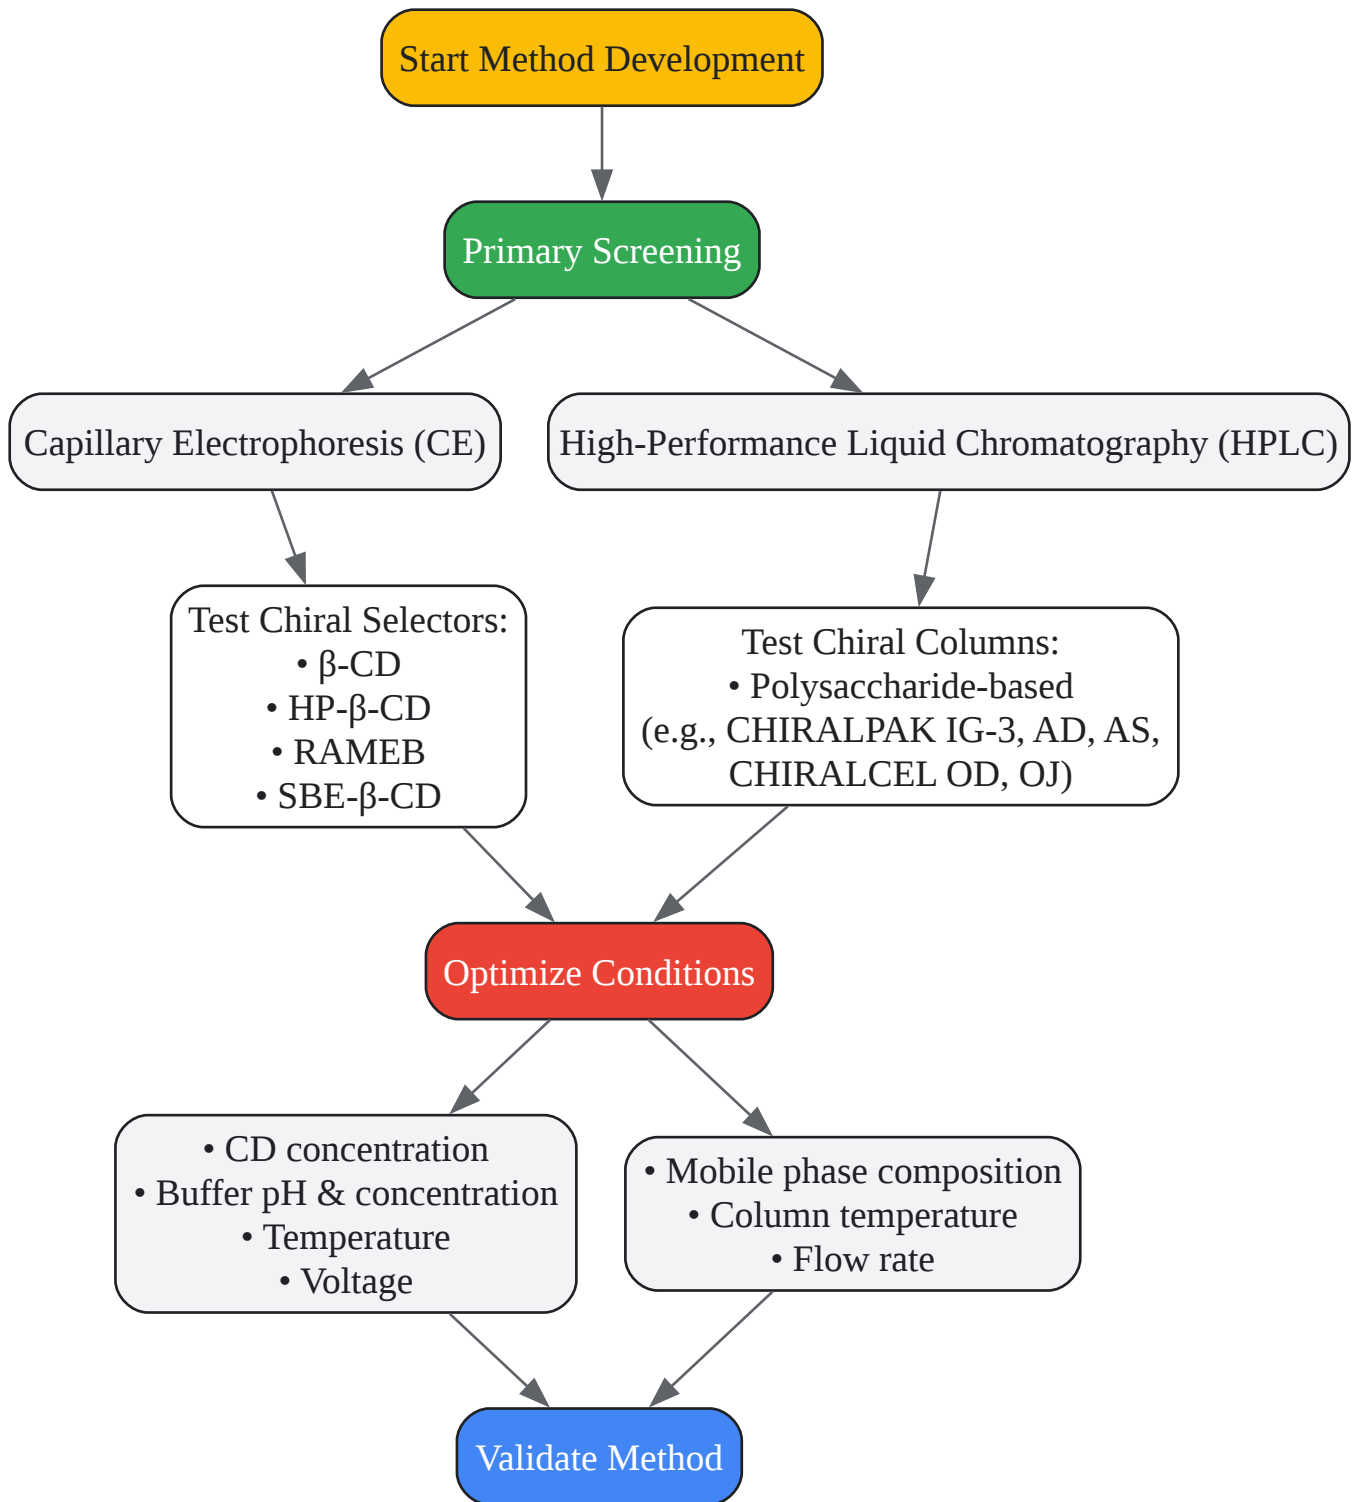 Start Method Development
Primary Screening
Capillary Electrophoresis (CE)
High-Performance Liquid Chromatography (HPLC)
Test Chiral Selectors:
• β-CD
• HP-β-CD
• RAMEB
• SBE-β-CD
Test Chiral Columns:
• Polysaccharide-based
(e.g., CHIRALPAK IG-3, AD, AS,
CHIRALCEL OD, OJ)
Optimize Conditions
• CD concentration
• Buffer pH & concentration
• Temperature
• Voltage
• Mobile phase composition
• Column temperature
• Flow rate
Validate Method